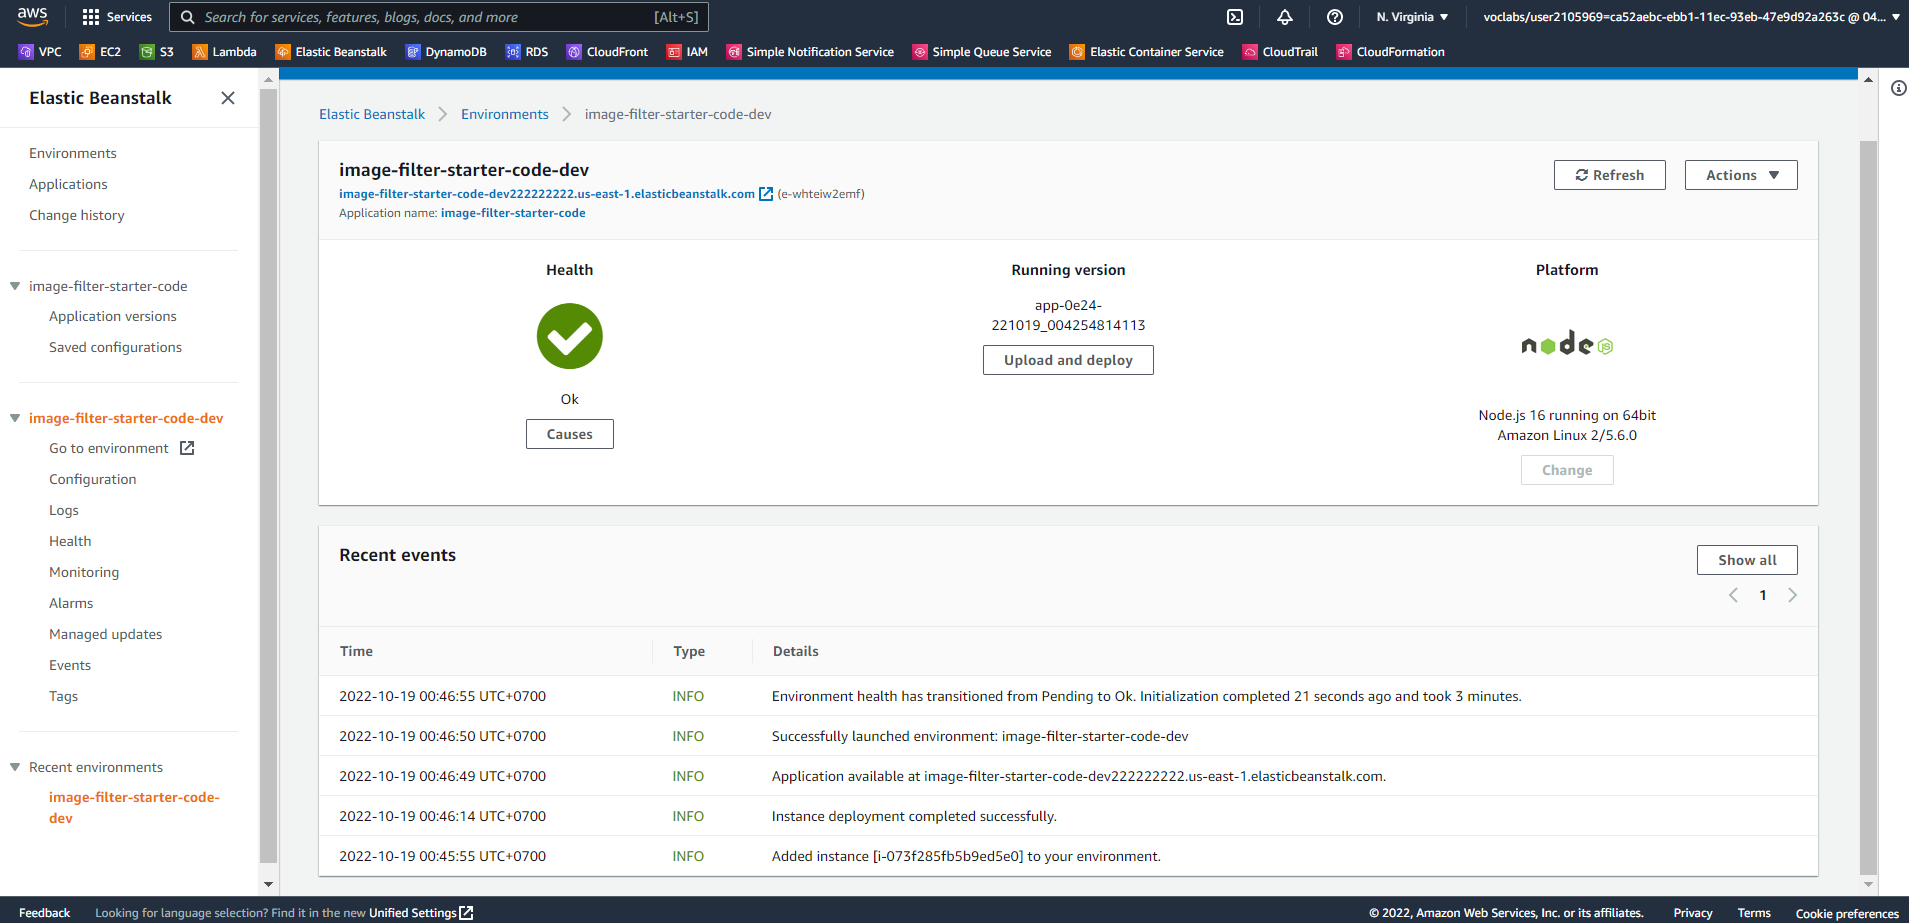 aws
Services
Search for services, features, blogs, docs, and more [Alt+S]
N. Virginia
voclabs/user2105969=ca52aebc-ebb1-11ec-93eb-47e9d92a263c @ 04...
VPC EC2 S3 Lambda Elastic Beanstalk DynamoDB RDS CloudFront IAM Simple Notification Service Simple Queue Service Elastic Container Service CloudTrail CloudFormation
Elastic Beanstalk
Environments
Applications
Change history
image-filter-starter-code
Application versions
Saved configurations
image-filter-starter-code-dev
Go to environment
Configuration
Logs
Health
Monitoring
Alarms
Managed updates
Events
Tags
Recent environments
image-filter-starter-code-
dev
Elastic Beanstalk Environments image-filter-starter-code-dev
image-filter-starter-code-dev
image-filter-starter-code-dev222222222.us-east-1.elasticbeanstalk.com (e-whteiw2emf)
Application name: image-filter-starter-code
Refresh
Actions
Health
Ok
Causes
Running version
app-0e24-
221019_004254814113
Upload and deploy
Platform
node JS
Node.js 16 running on 64bit
Amazon Linux 2/5.6.0
Change
Recent events
Show all
1
Time Type Details
2022-10-19 00:46:55 UTC+0700 INFO Environment health has transitioned from Pending to Ok. Initialization completed 21 seconds ago and took 3 minutes.
2022-10-19 00:46:50 UTC+0700 INFO Successfully launched environment: image-filter-starter-code-dev
2022-10-19 00:46:49 UTC+0700 INFO Application available at image-filter-starter-code-dev222222222.us-east-1.elasticbeanstalk.com.
2022-10-19 00:46:14 UTC+0700 INFO Instance deployment completed successfully.
2022-10-19 00:45:55 UTC+0700 INFO Added instance [i-073f285fb5b9ed5e0] to your environment.
Feedback Looking for language selection? Find it in the new Unified Settings
© 2022, Amazon Web Services, Inc. or its affiliates. Privacy Terms Cookie preferences